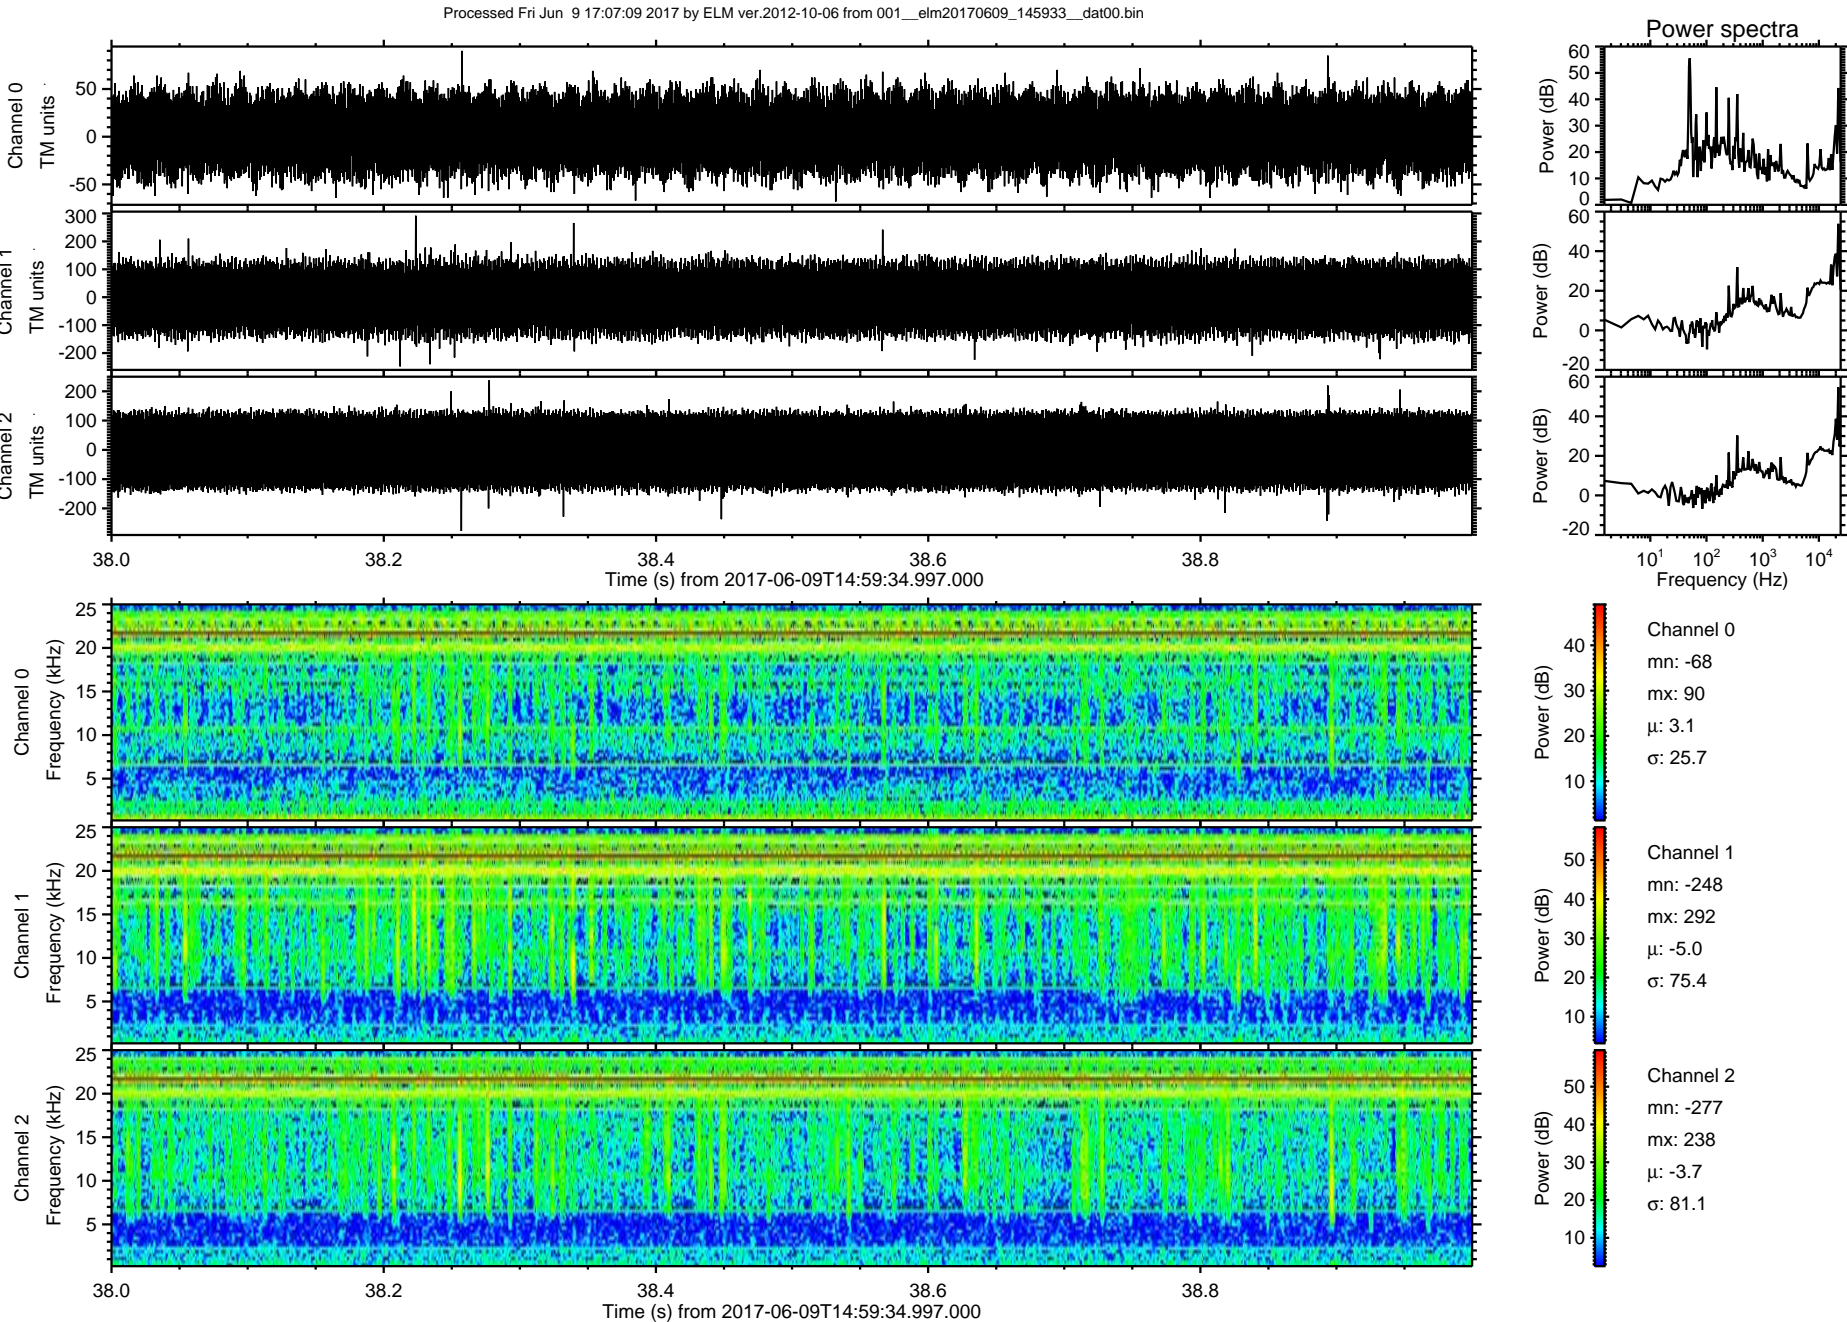 Processed Fri Jun  9 17:07:09 2017 by ELM ver.2012-10-06 from 001__elm20170609_145933__dat00.bin
Power spectra
Channel 0
TM units
50
0
-50
Power (dB)
60
50
40
30
20
10
0
Channel 1
TM units
300
200
100
0
-100
-200
Power (dB)
60
40
20
0
-20
Channel 2
TM units
200
100
0
-100
-200
Power (dB)
60
40
20
0
-20
38.0 38.2 38.4 38.6 38.8
Time (s) from 2017-06-09T14:59:34.997.000
10¹ 10² 10³ 10⁴
Frequency (Hz)
Channel 0
Frequency (kHz)
25
20
15
10
5
Power (dB)
40
30
20
10
Channel 0
mn: -68
mx: 90
μ: 3.1
σ: 25.7
Channel 1
Frequency (kHz)
25
20
15
10
5
Power (dB)
50
40
30
20
10
Channel 1
mn: -248
mx: 292
μ: -5.0
σ: 75.4
Channel 2
Frequency (kHz)
25
20
15
10
5
Power (dB)
50
40
30
20
10
Channel 2
mn: -277
mx: 238
μ: -3.7
σ: 81.1
38.0 38.2 38.4 38.6 38.8
Time (s) from 2017-06-09T14:59:34.997.000